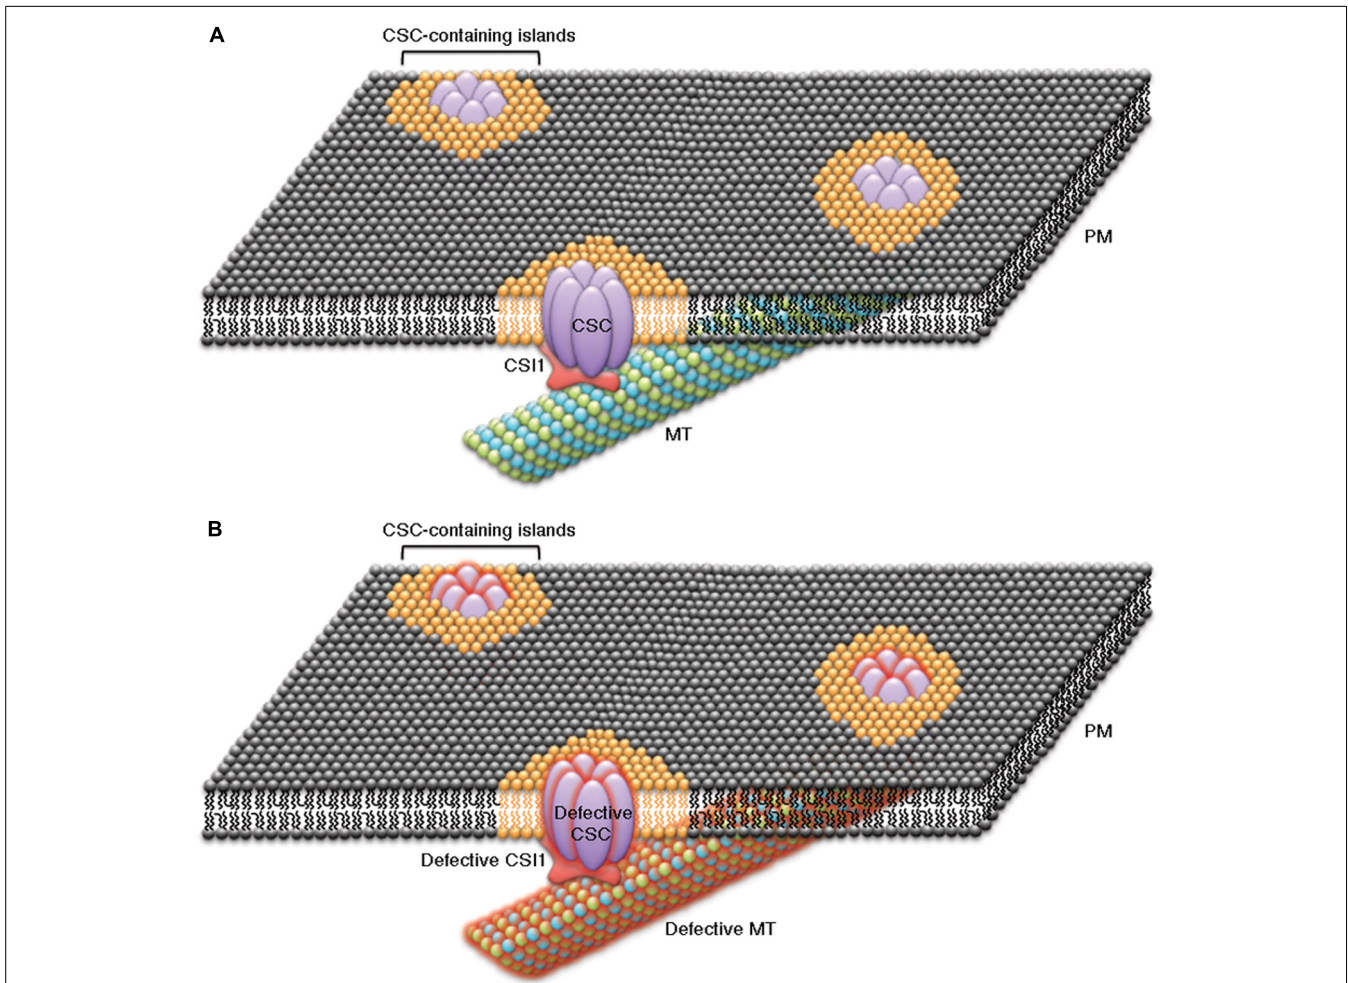 A
CSC-containing islands
PM
CSC
CSI1
MT
B
CSC-containing islands
PM
Defective
CSC
Defective CSI1
Defective MT